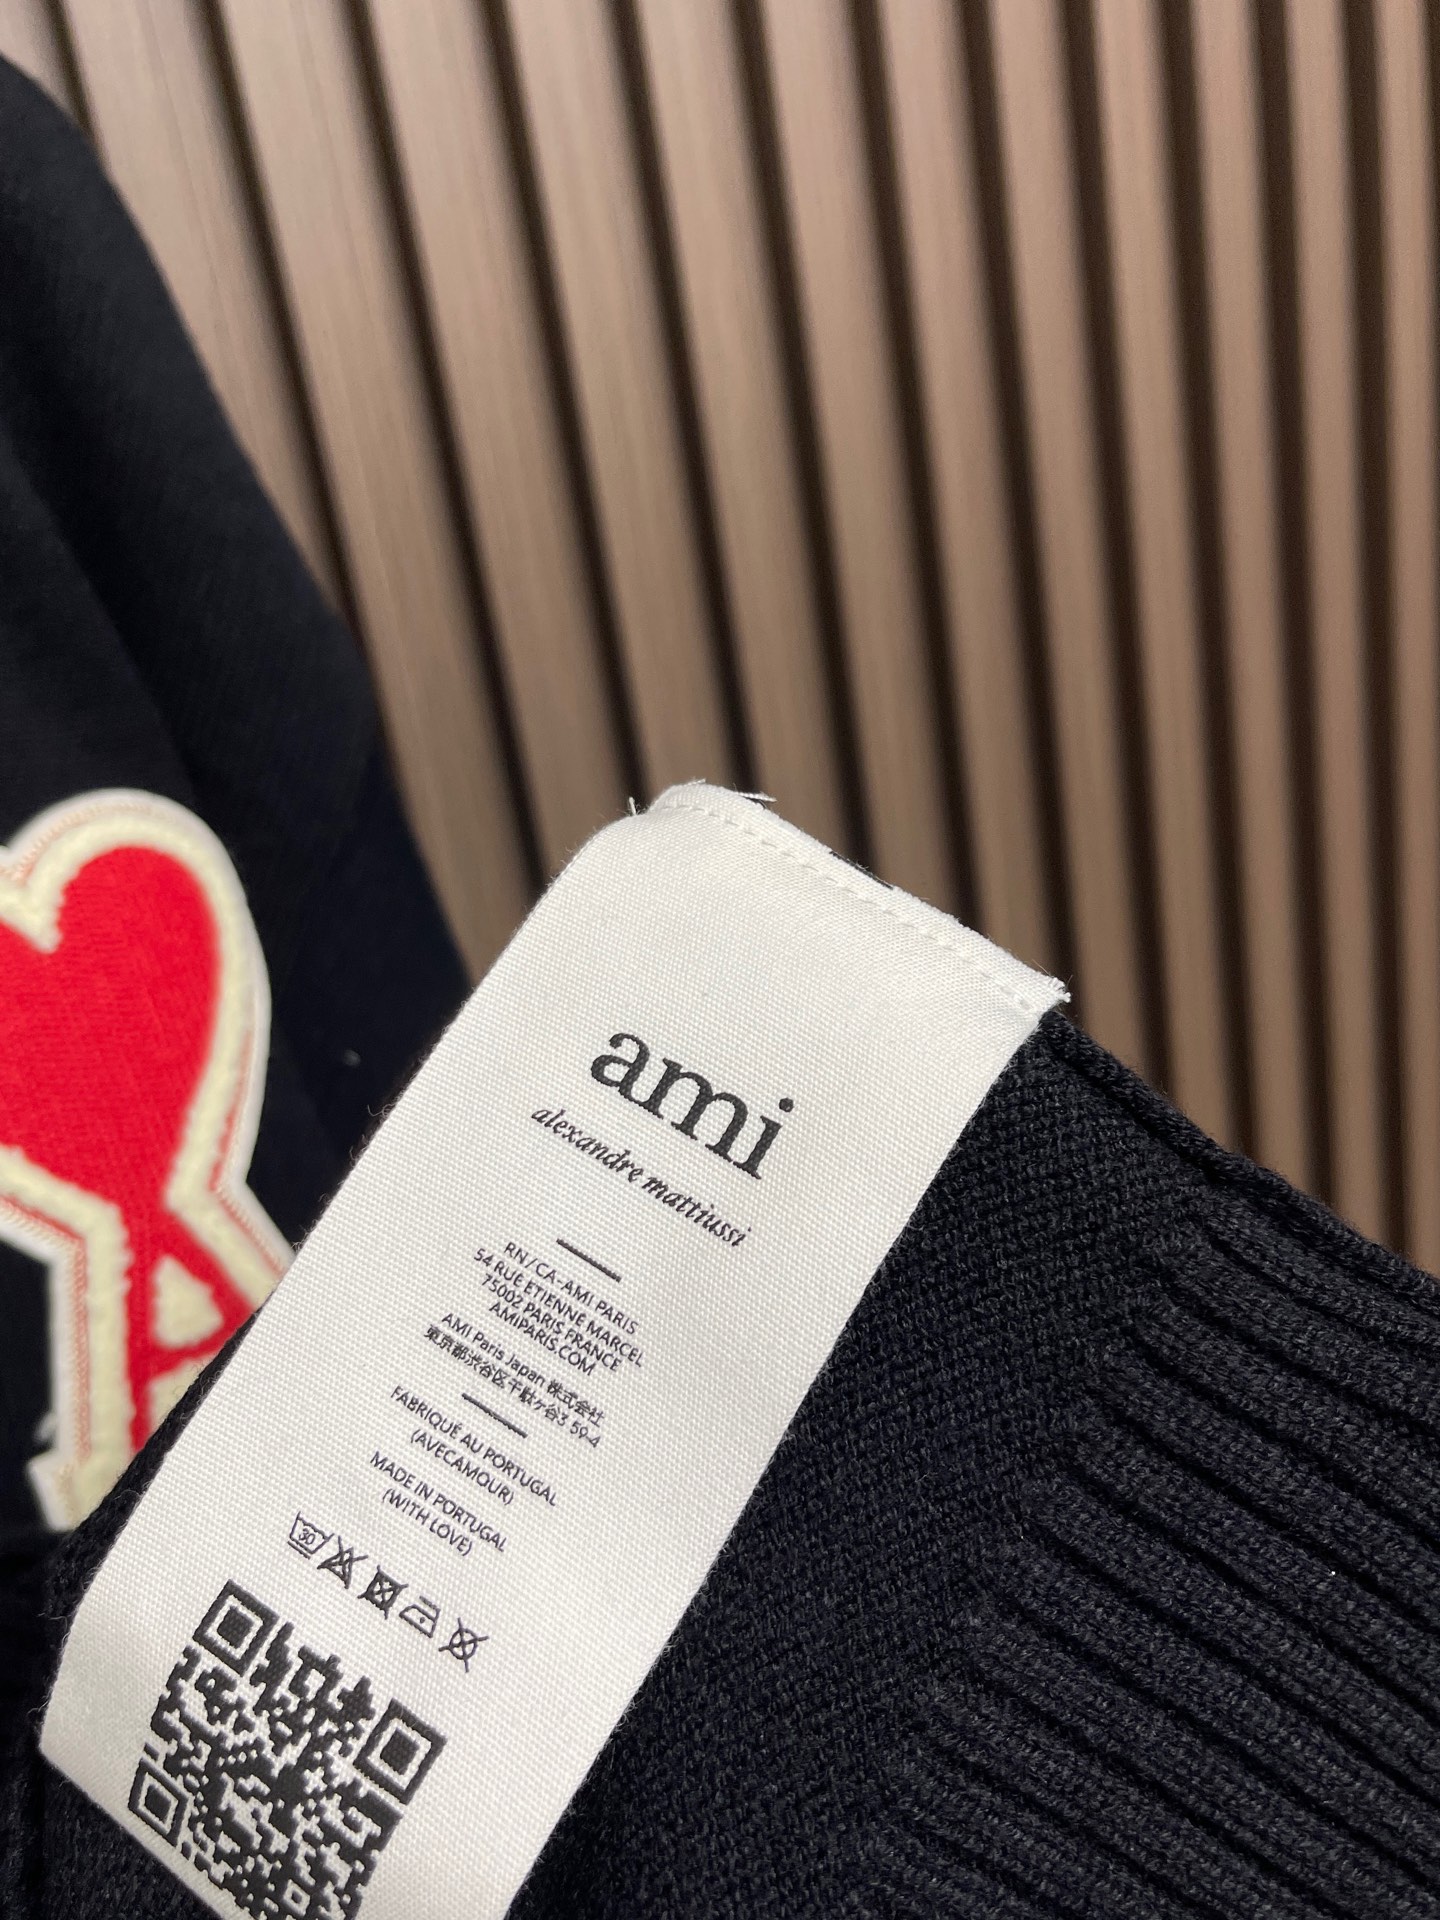 ami
alexandre mattiussi
RN/CA-AMI PARIS
54 RUE ETIENNE MARCEL
75002 PARIS FRANCE
AMIPARIS.COM
AMI Paris Japan 株式会社
東京都渋谷区千駄ヶ谷3 59-4
FABRIQUÉ AU PORTUGAL
(AVECAMOUR)
MADE IN PORTUGAL
(WITH LOVE)
30